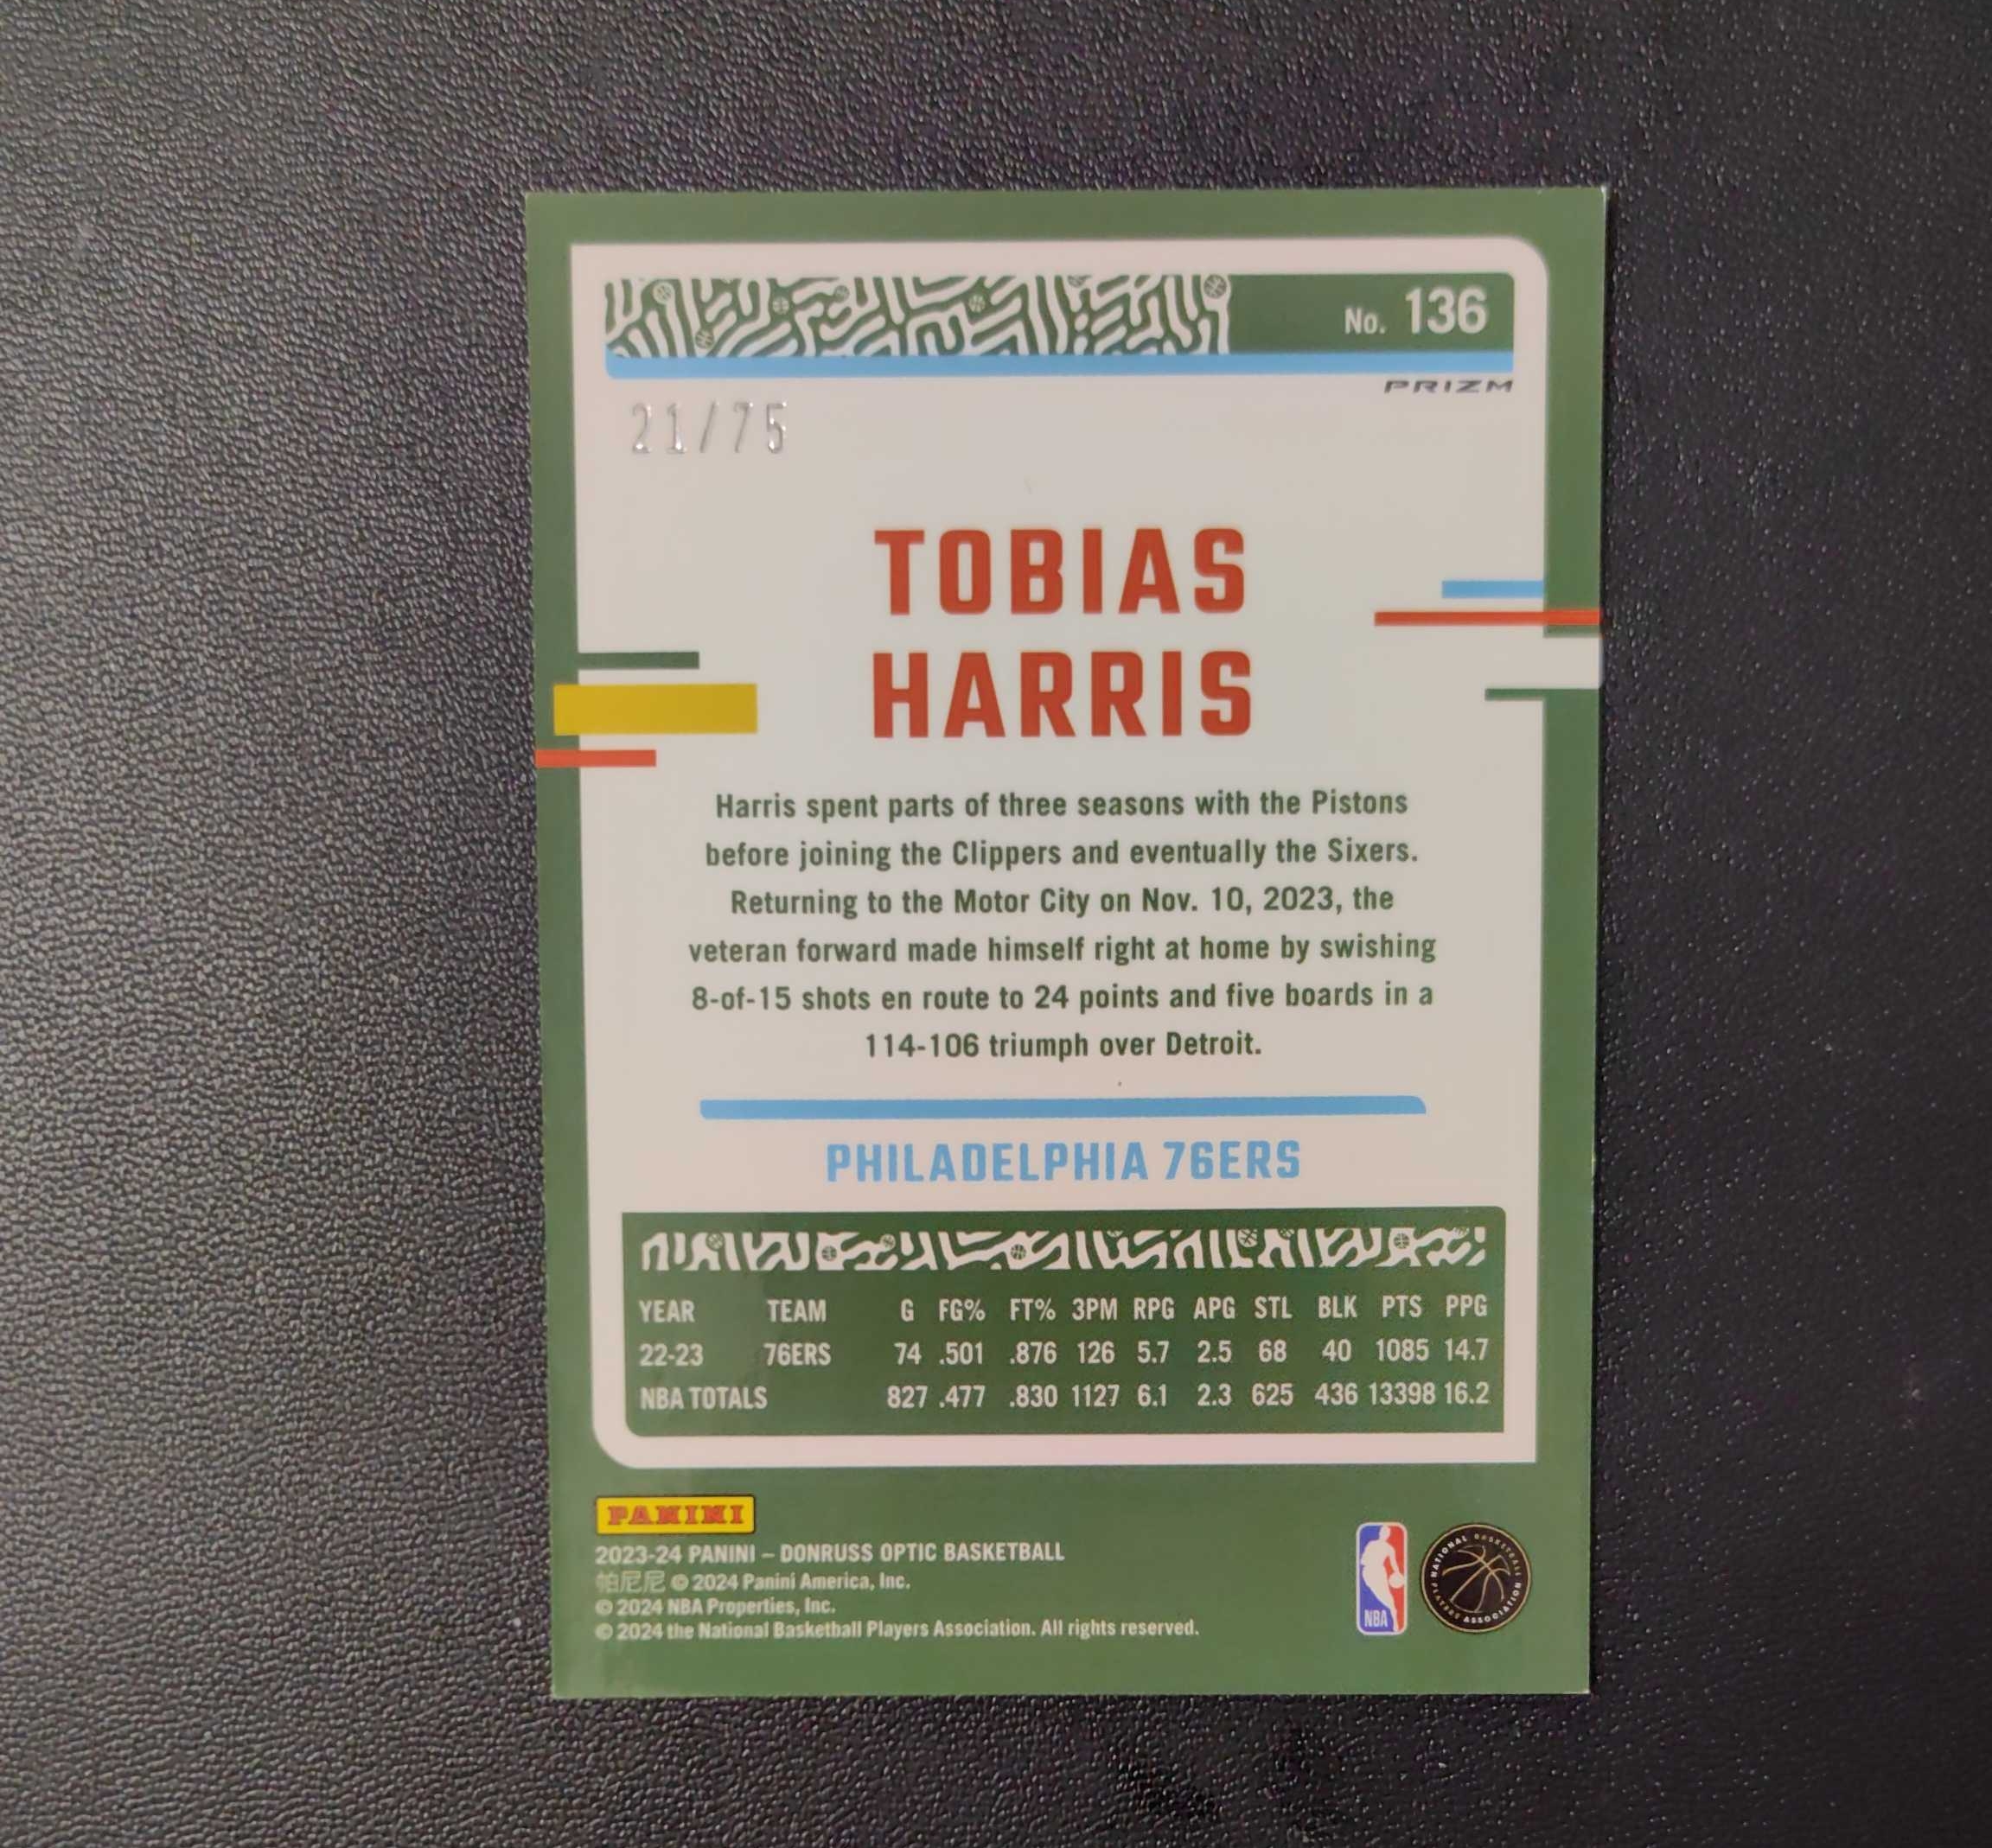 No. 136
PRIZM
21/75
TOBIAS
HARRIS
Harris spent parts of three seasons with the Pistons
before joining the Clippers and eventually the Sixers.
Returning to the Motor City on Nov. 10, 2023, the
veteran forward made himself right at home by swishing
8-of-15 shots en route to 24 points and five boards in a
114-106 triumph over Detroit.
PHILADELPHIA 76ERS
YEAR TEAM G FG% FT% 3PM RPG APG STL BLK PTS PPG
22-23 76ERS 74 .501 .876 126 5.7 2.5 68 40 1085 14.7
NBA TOTALS 827 .477 .830 1127 6.1 2.3 625 436 13398 16.2
PANINI
2023-24 PANINI – DONRUSS OPTIC BASKETBALL
帕尼尼 © 2024 Panini America, Inc.
© 2024 NBA Properties, Inc.
© 2024 the National Basketball Players Association. All rights reserved.
NBA
NATIONAL BASKETBALL PLAYERS ASSOCIATION